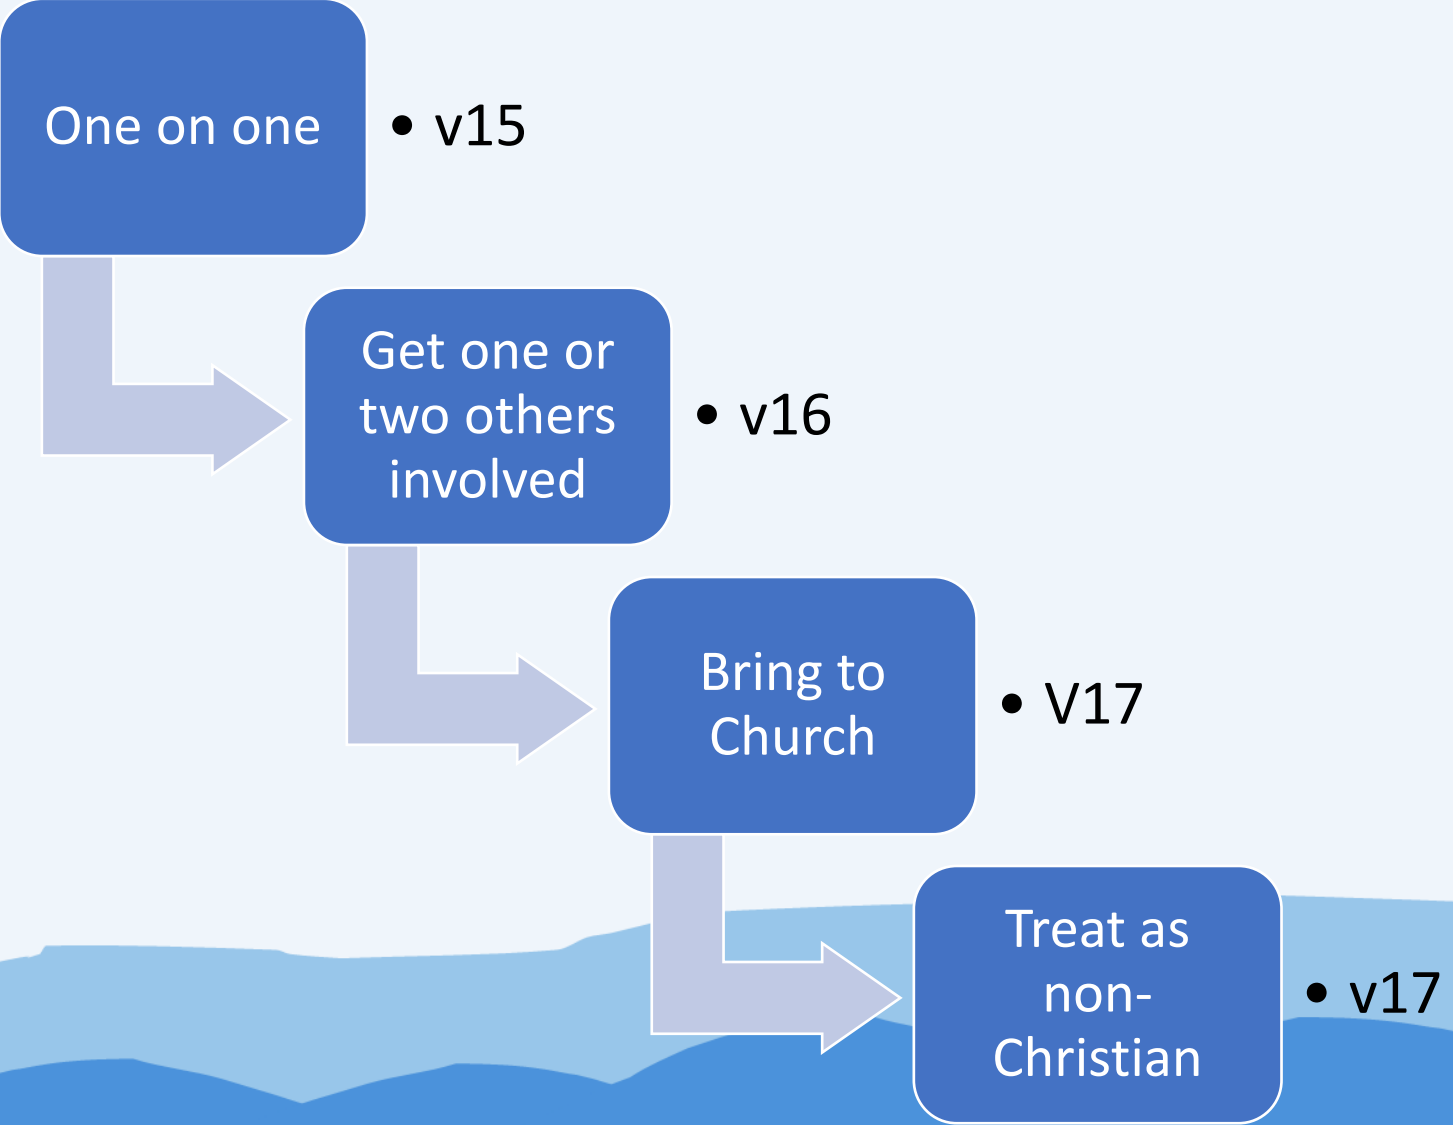 One on one
• v15
Get one or
two others
involved
• v16
Bring to
Church
• V17
Treat as
non-
Christian
• v17